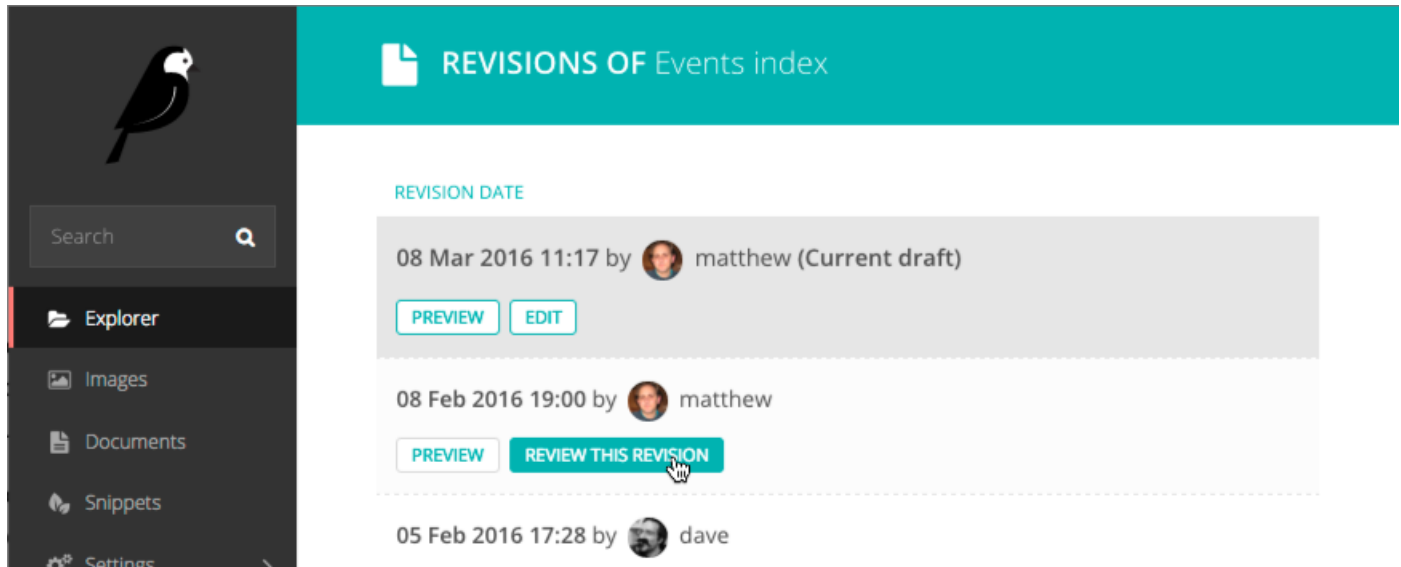 REVISIONS OF Events index
Search
Explorer
Images
Documents
Snippets
Settings
REVISION DATE
08 Mar 2016 11:17 by matthew (Current draft)
PREVIEW EDIT
08 Feb 2016 19:00 by matthew
PREVIEW REVIEW THIS REVISION
05 Feb 2016 17:28 by dave